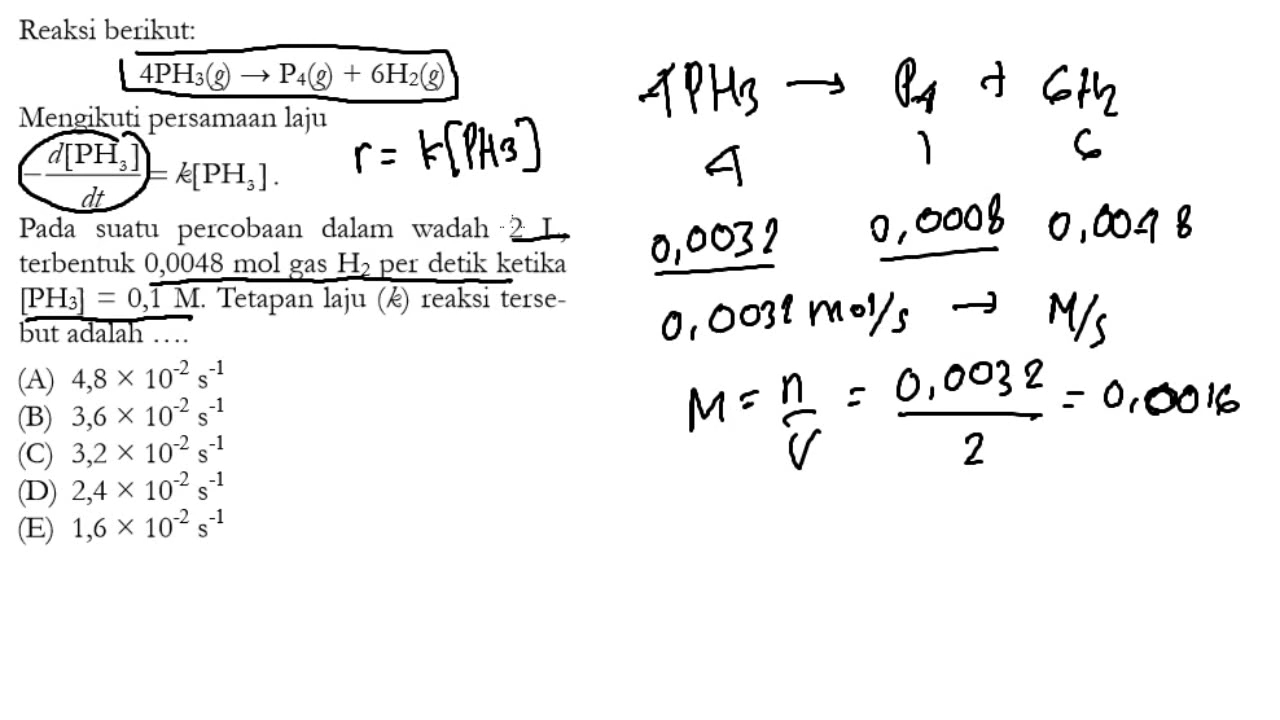 Reaksi berikut:
4PH₃(g) → P₄(g) + 6H₂(g)
Mengikuti persamaan laju
-d[PH₃]/dt = k[PH₃].
Pada suatu percobaan dalam wadah 2 L,
terbentuk 0,0048 mol gas H₂ per detik ketika
[PH₃] = 0,1 M. Tetapan laju (k) reaksi terse-
but adalah ….
(A) 4,8 × 10⁻² s⁻¹
(B) 3,6 × 10⁻² s⁻¹
(C) 3,2 × 10⁻² s⁻¹
(D) 2,4 × 10⁻² s⁻¹
(E) 1,6 × 10⁻² s⁻¹
r = k[PH3]
4PH3 → P4 + 6H2
4 1 6
0,0032 0,0008 0,0048
0,0032 mol/s → M/s
M = n/V = 0,0032/2 = 0,0016